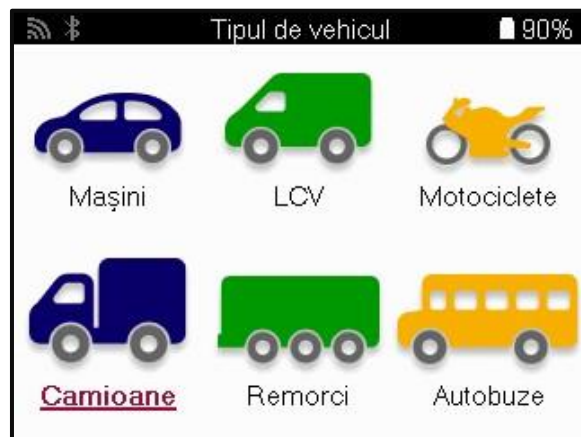 Tipul de vehicul 90%
Mașini LCV Motociclete
Camioane Remorci Autobuze